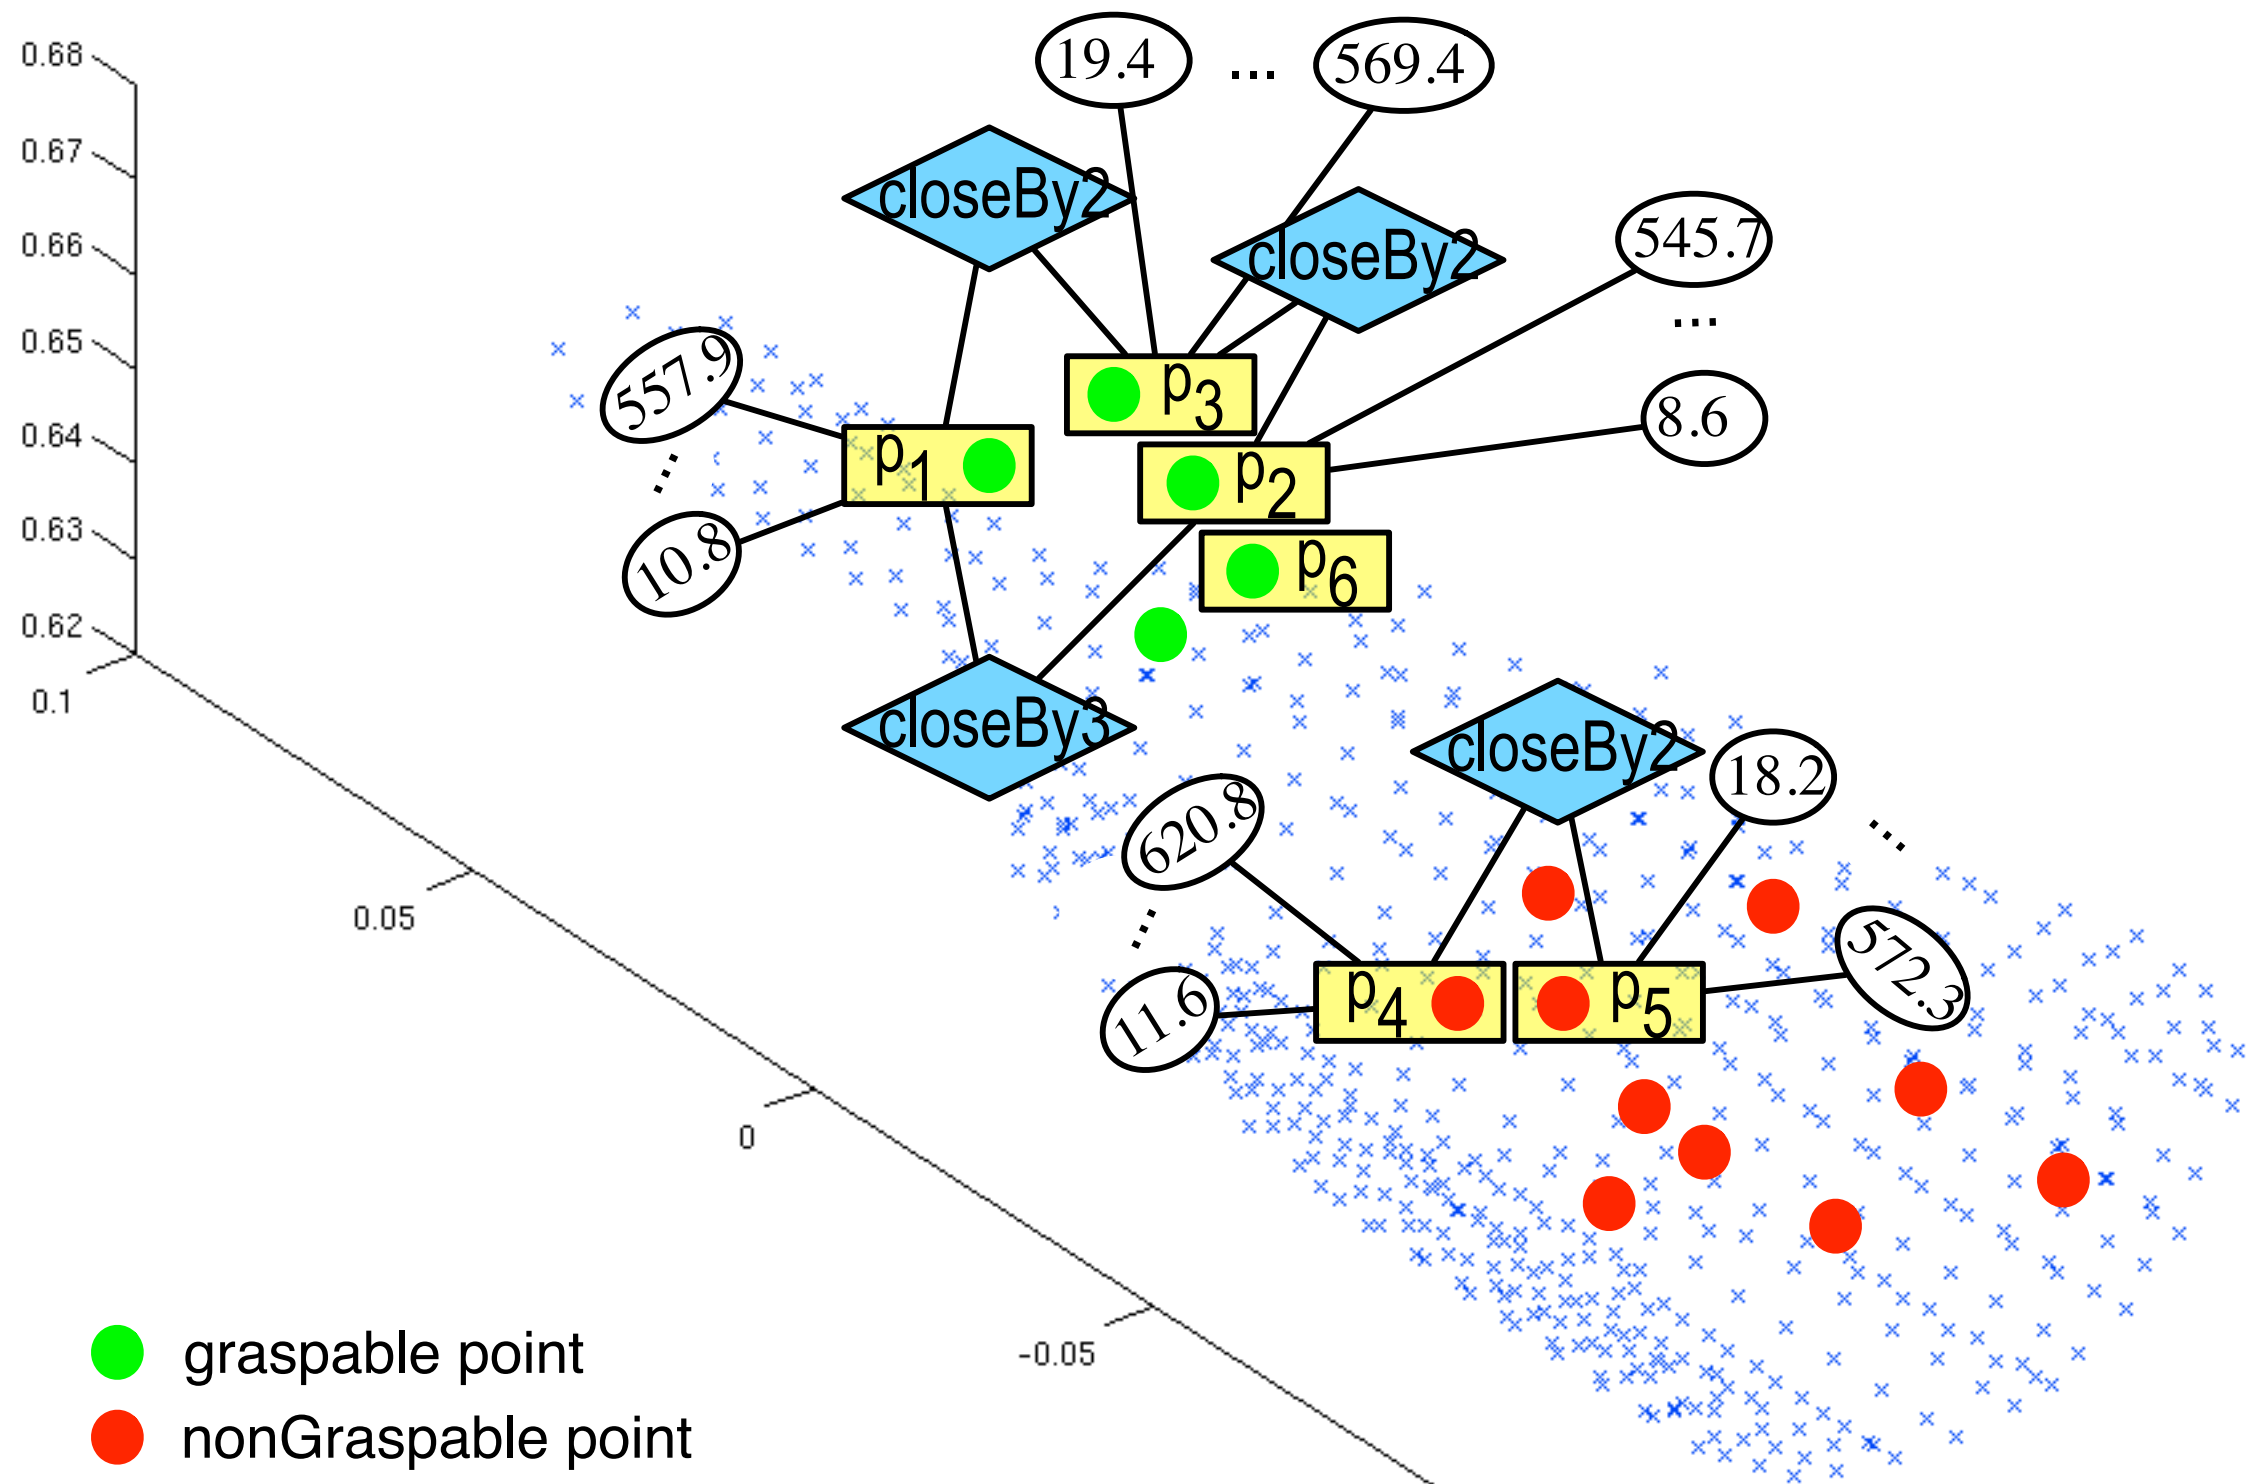 0.68
0.67
0.66
0.65
0.64
0.63
0.62
0.1
0.05
0
-0.05
19.4 ... 569.4
closeBy2
closeBy2
545.7
...
8.6
557.9
...
10.8
p3
p1
p2
p6
closeBy3
closeBy2
18.2
...
620.8
...
11.6
572.3
p4
p5
graspable point
nonGraspable point